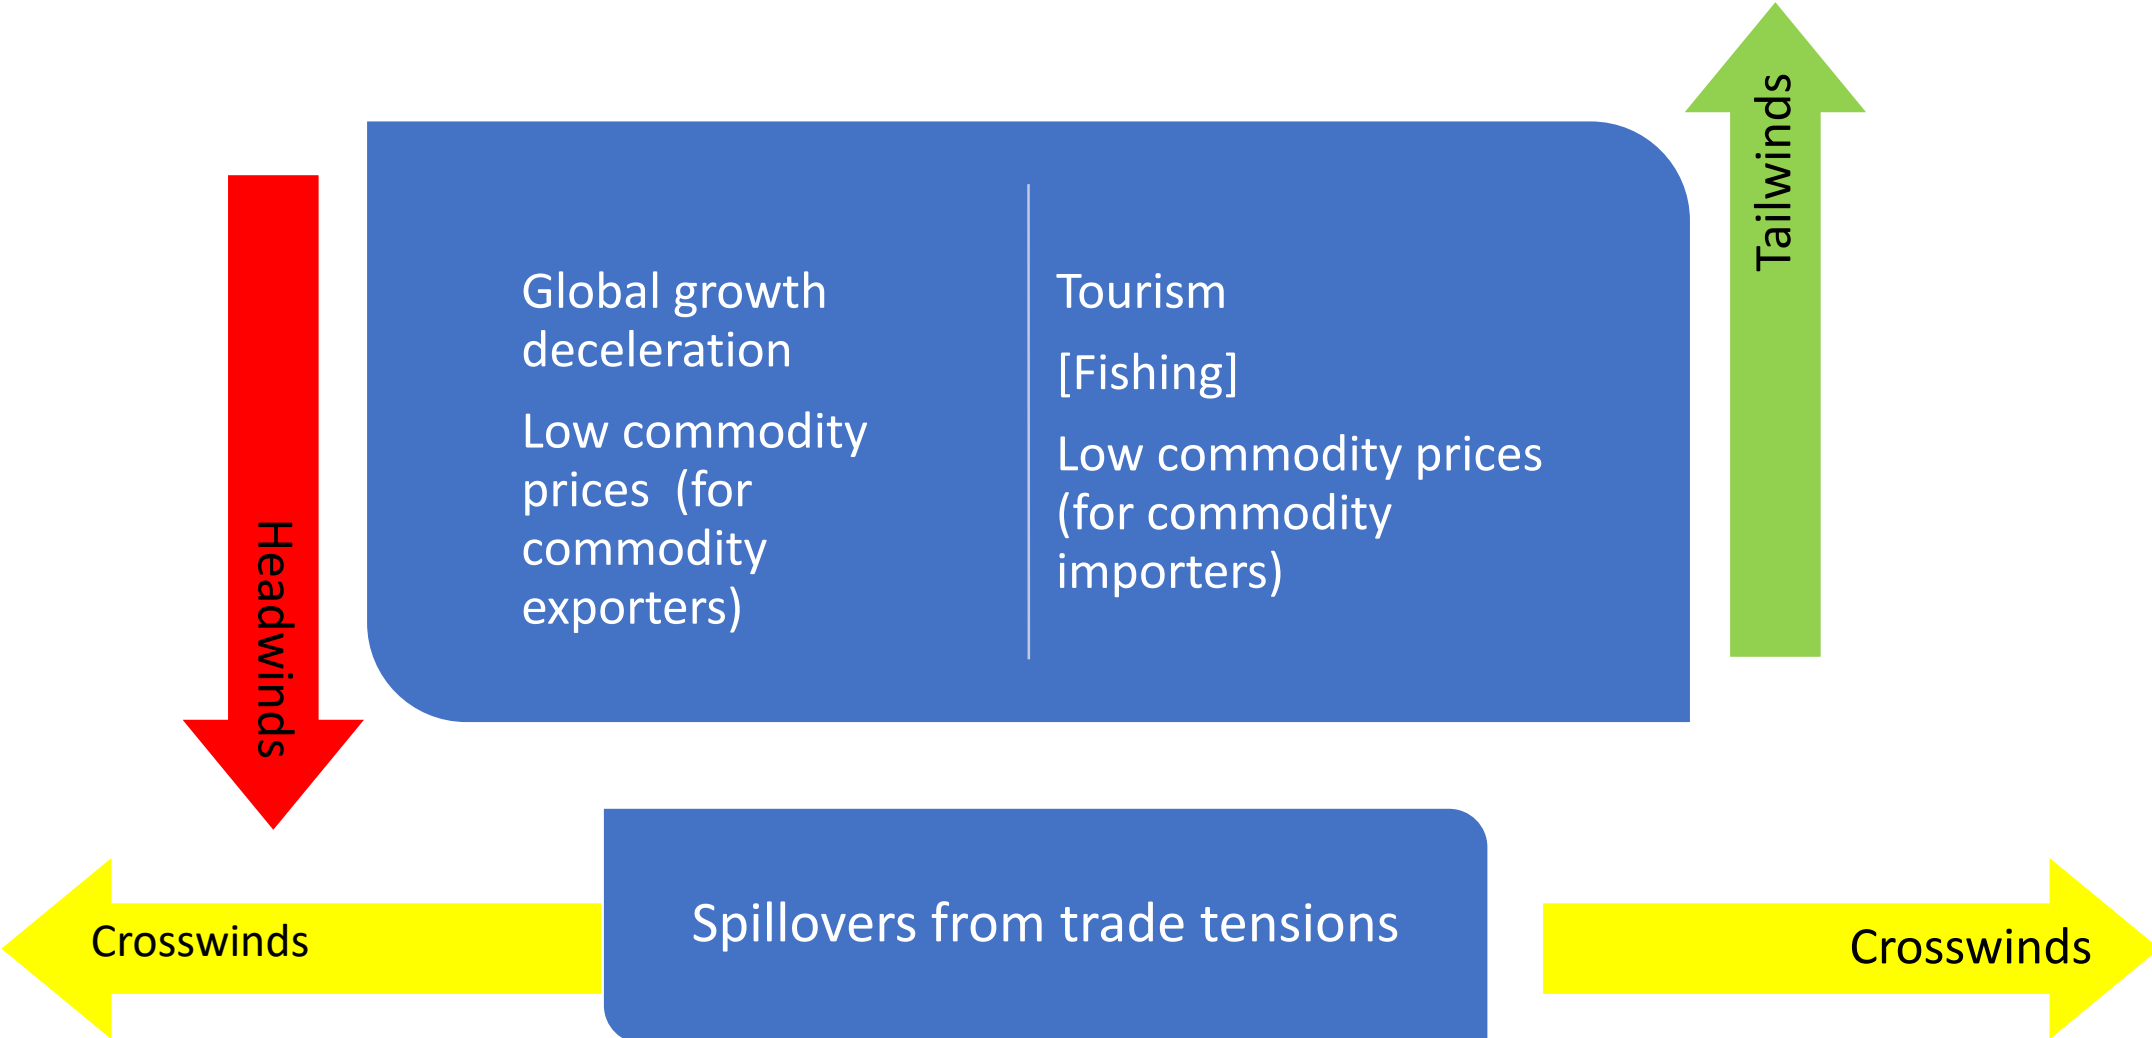 Tailwinds
Headwinds
Global growth
deceleration
Low commodity
prices  (for
commodity
exporters)
Tourism
[Fishing]
Low commodity prices
(for commodity
importers)
Crosswinds
Spillovers from trade tensions
Crosswinds